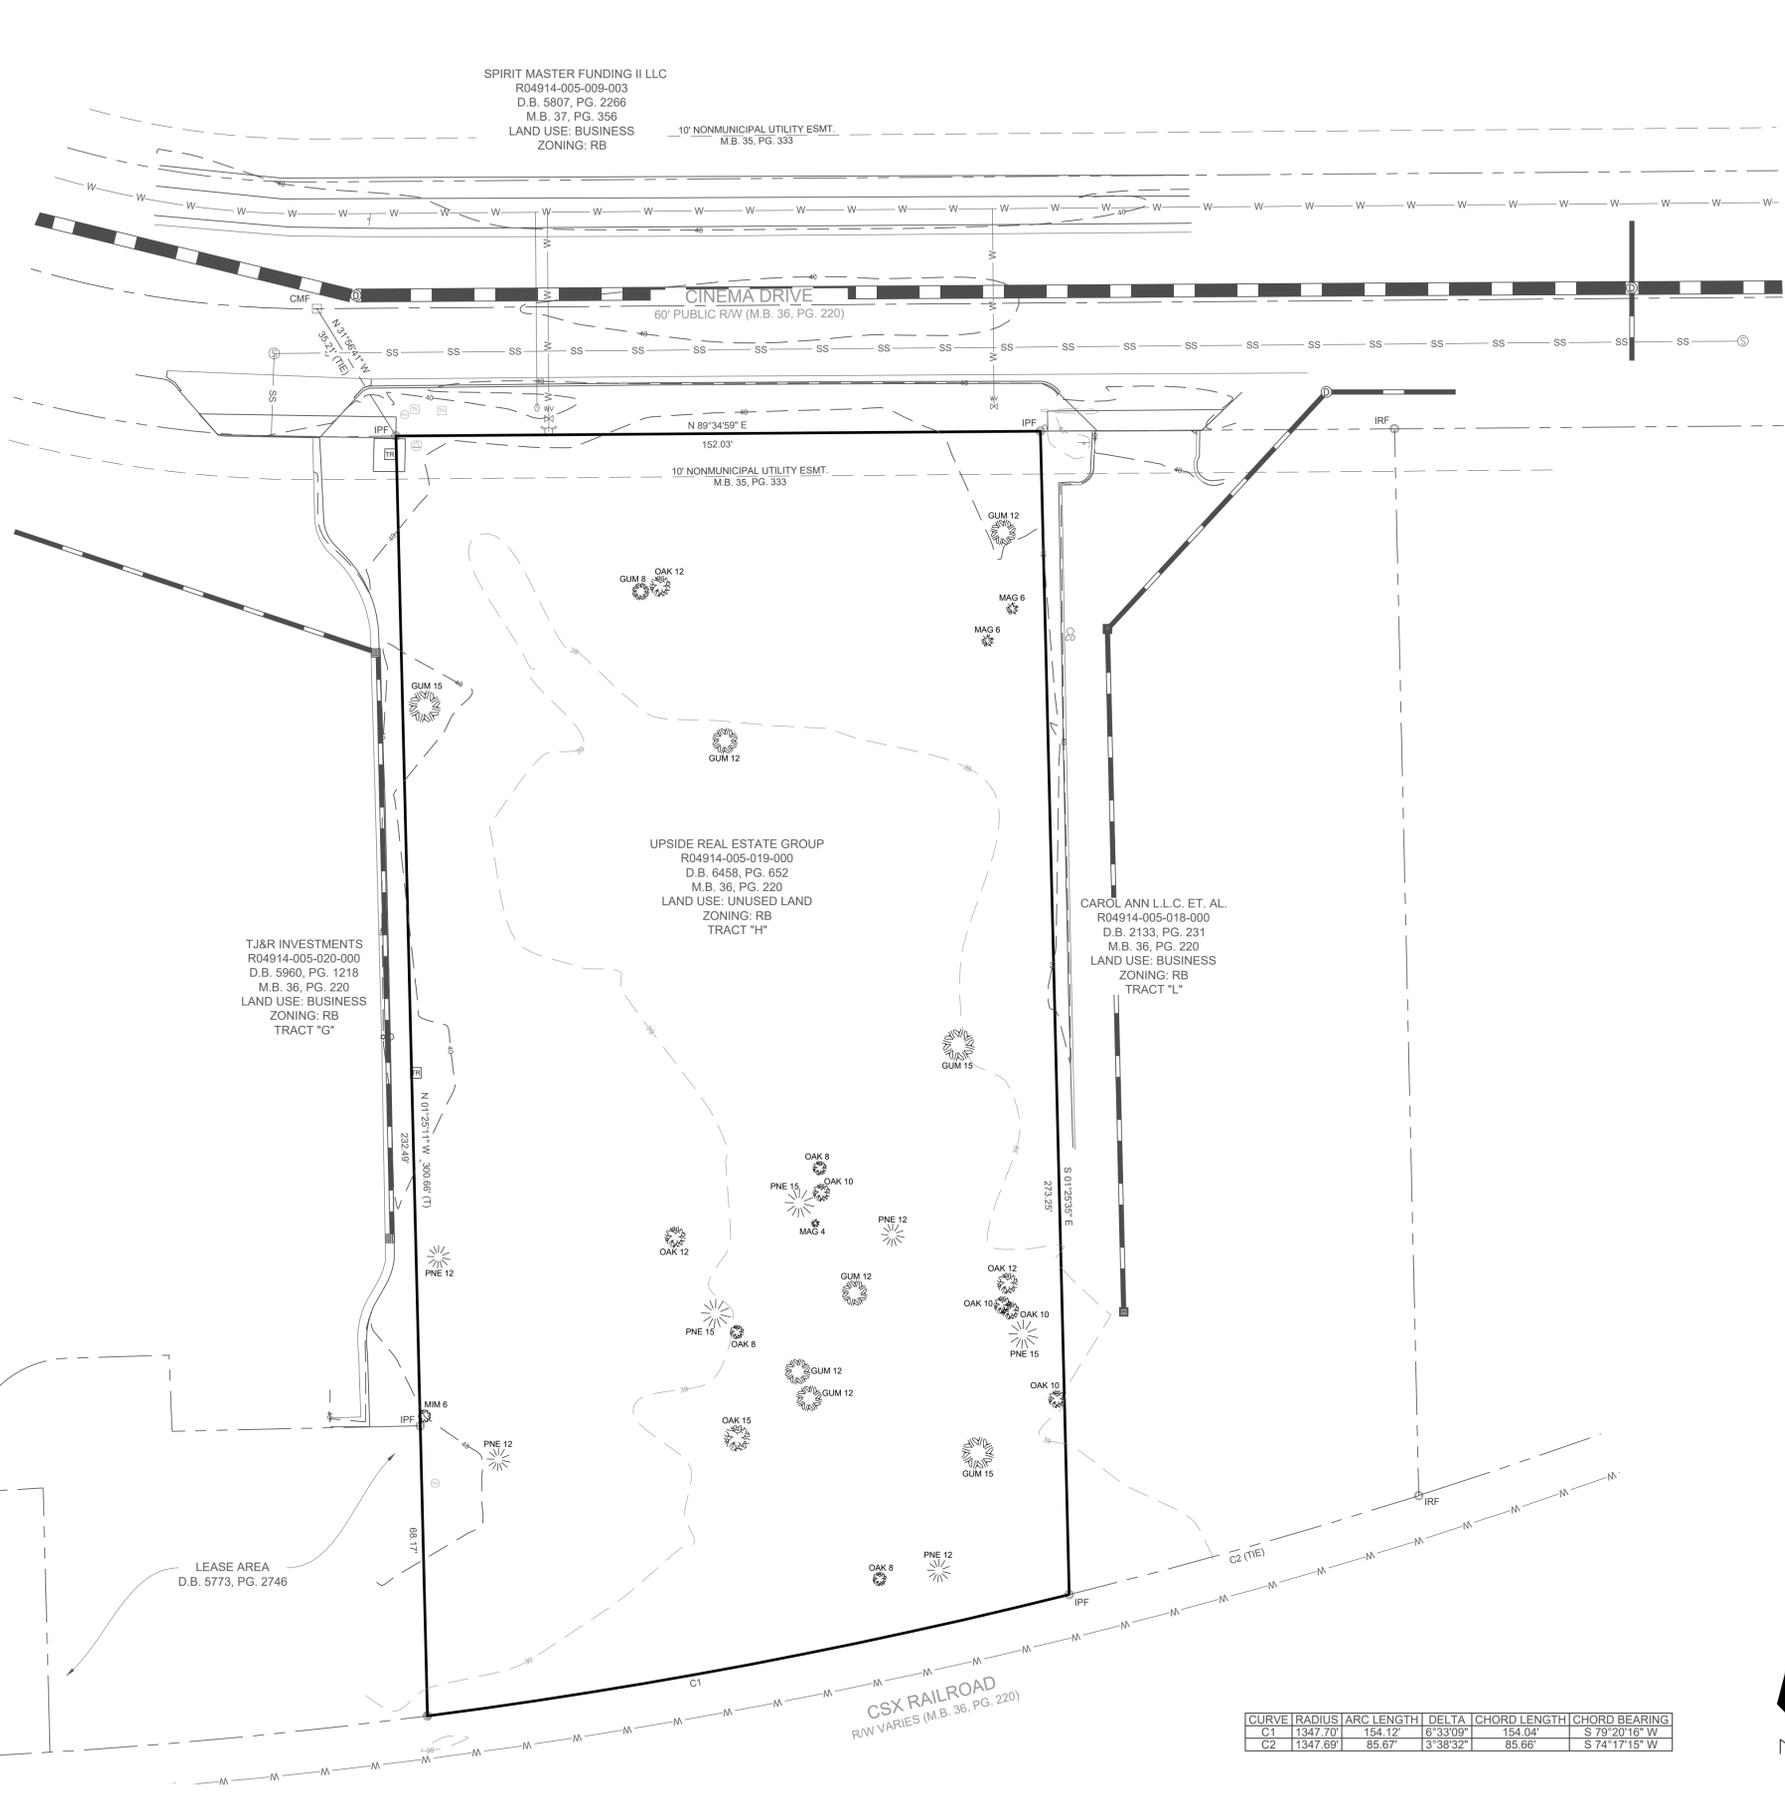 SPIRIT MASTER FUNDING II LLC
R04914-005-009-003
D.B. 5807, PG. 2266
M.B. 37, PG. 356
LAND USE: BUSINESS
ZONING: RB
10' NONMUNICIPAL UTILITY ESMT.
M.B. 35, PG. 333
CMF
CINEMA DRIVE
60' PUBLIC R/W (M.B. 36, PG. 220)
N 31°56'41" W
35.21' (TIE)
IPF
N 89°34'59" E
152.03'
IPF
IRF
TR
10' NONMUNICIPAL UTILITY ESMT.
M.B. 35, PG. 333
GUM 12
GUM 8
OAK 12
MAG 6
MAG 6
GUM 15
GUM 12
UPSIDE REAL ESTATE GROUP
R04914-005-019-000
D.B. 6458, PG. 652
M.B. 36, PG. 220
LAND USE: UNUSED LAND
ZONING: RB
TRACT "H"
CAROL ANN L.L.C. ET. AL.
R04914-005-018-000
D.B. 2133, PG. 231
M.B. 36, PG. 220
LAND USE: BUSINESS
ZONING: RB
TRACT "L"
TJ&R INVESTMENTS
R04914-005-020-000
D.B. 5960, PG. 1218
M.B. 36, PG. 220
LAND USE: BUSINESS
ZONING: RB
TRACT "G"
GUM 15
TR
N 01°25'11" W 300.66' (T)
232.49'
S 01°25'35" E
273.25'
OAK 8
OAK 10
PNE 15
MAG 4
PNE 12
OAK 12
PNE 12
GUM 12
OAK 12
OAK 10
OAK 10
PNE 15
PNE 15
OAK 8
GUM 12
GUM 12
OAK 10
MIM 6
IPF
OAK 15
PNE 12
GUM 15
IRF
68.17'
LEASE AREA
D.B. 5773, PG. 2746
PNE 12
OAK 8
C2 (TIE)
IPF
C1
CSX RAILROAD
R/W VARIES (M.B. 36, PG. 220)
CURVE RADIUS ARC LENGTH DELTA CHORD LENGTH CHORD BEARING
C1 1347.70' 154.12' 6°33'09" 154.04' S 79°20'16" W
C2 1347.69' 85.67' 3°38'32" 85.66' S 74°17'15" W